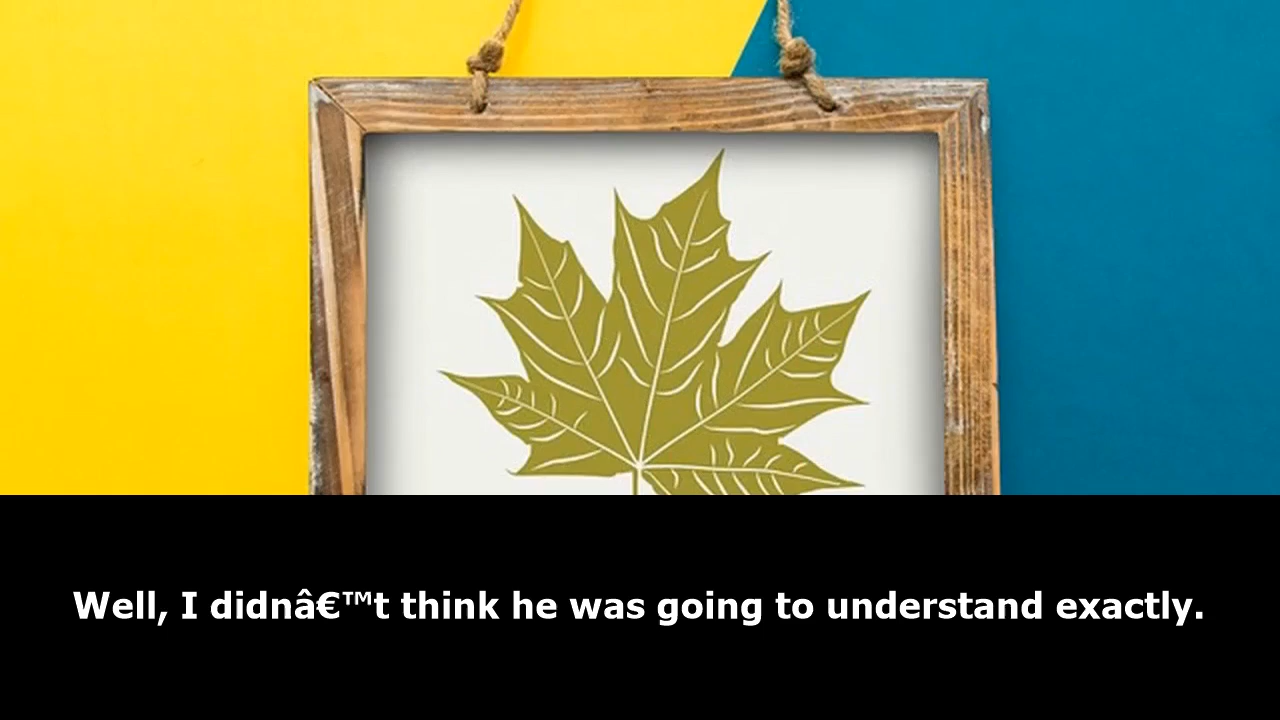 Well, I didnâ€™t think he was going to understand exactly.